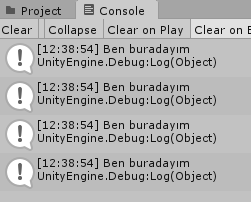 Project Console
Clear Collapse Clear on Play Clear on
[12:38:54] Ben buradayım
UnityEngine.Debug:Log(Object)
[12:38:54] Ben buradayım
UnityEngine.Debug:Log(Object)
[12:38:54] Ben buradayım
UnityEngine.Debug:Log(Object)
[12:38:54] Ben buradayım
UnityEngine.Debug:Log(Object)